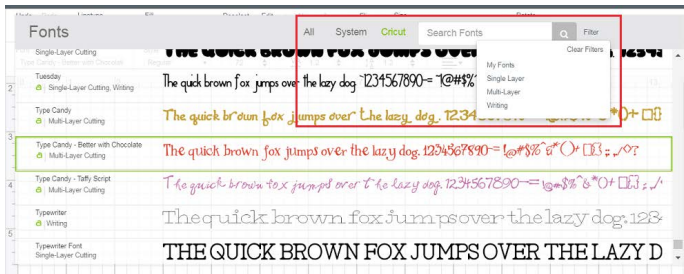 Fonts All System Cricut Search Fonts Filter
Clear Filters
My Fonts
Single Layer
Multi-Layer
Writing
Single-Layer Cutting
Tuesday
Single-Layer Cutting, Writing
The quick brown fox jumps over the lazy dog. 1234567890-= ~!@#$%^
Type Candy
Multi-Layer Cutting
The quick brown fox jumps over the lazy dog. 1234
*()+ []{}
Type Candy - Better with Chocolate
Multi-Layer Cutting
The quick brown fox jumps over the lazy dog. 1234567890-= !@#$%^&*()+ []{} ; , ./◇?
Type Candy - Taffy Script
Multi-Layer Cutting
The quick brown fox jumps over the lazy dog. 1234567890-= !@#$%^&*()+ []{} ; ,
Typewriter
Writing
The quick brown fox jumps over the lazy dog. 123
Typewriter Font
Single-Layer Cutting
THE QUICK BROWN FOX JUMPS OVER THE LAZY D
2
3
4
5